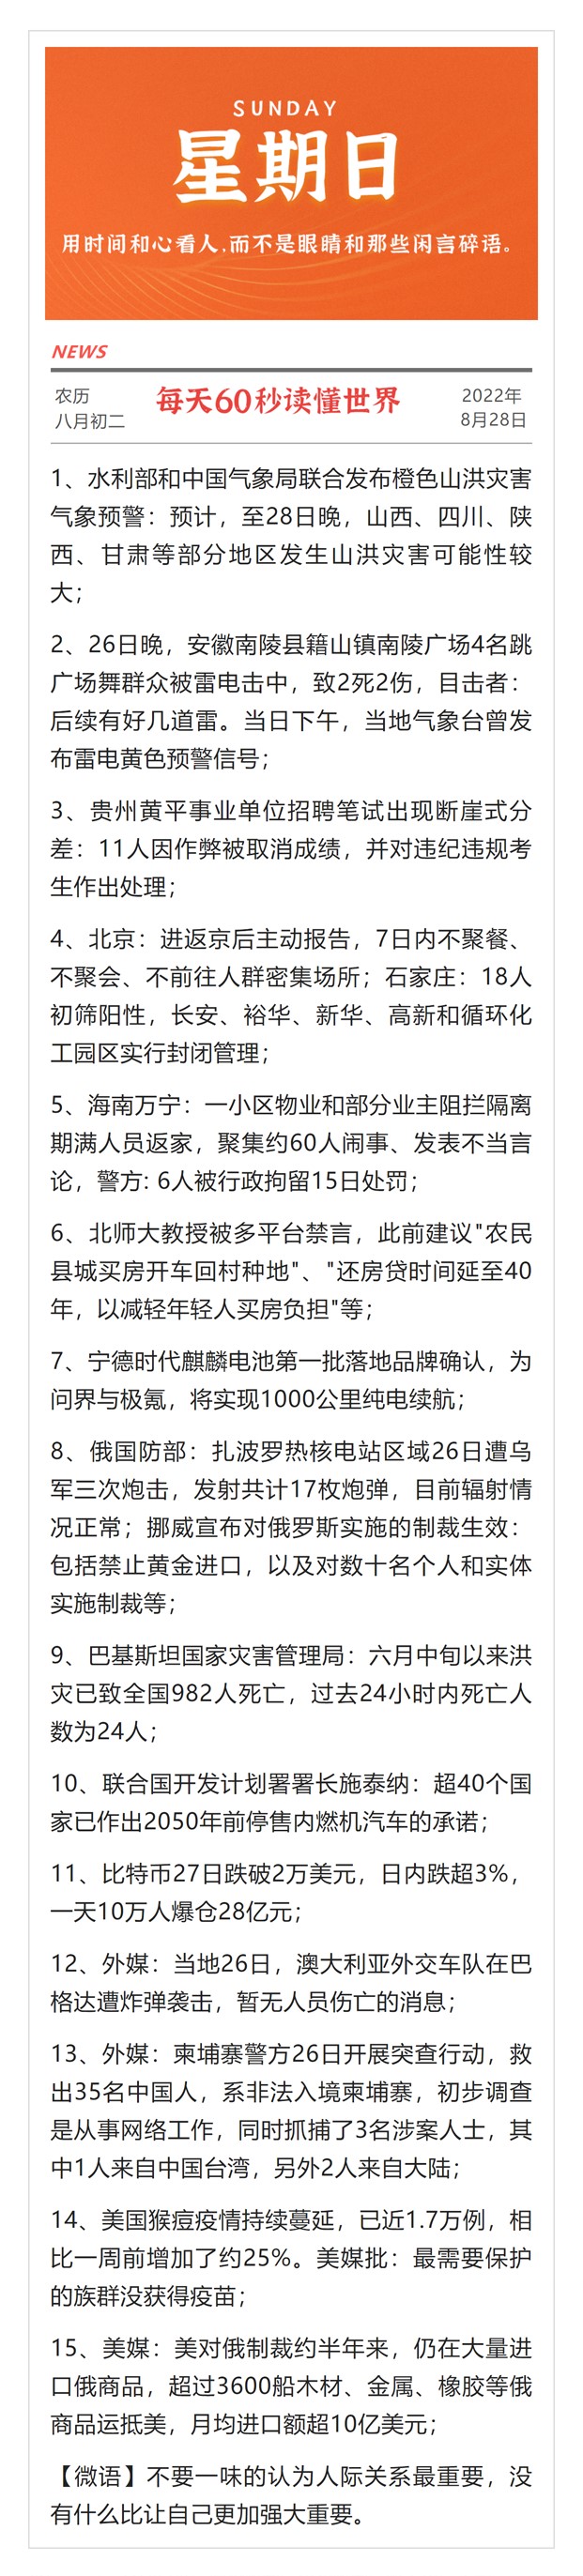 SUNDAY
星期日
用时间和心看人,而不是眼睛和那些闲言碎语。
NEWS
农历
八月初二
每天60秒读懂世界
2022年
8月28日
1、水利部和中国气象局联合发布橙色山洪灾害
气象预警：预计，至28日晚，山西、四川、陕
西、甘肃等部分地区发生山洪灾害可能性较
大；
2、26日晚，安徽南陵县籍山镇南陵广场4名跳
广场舞群众被雷电击中，致2死2伤，目击者：
后续有好几道雷。当日下午，当地气象台曾发
布雷电黄色预警信号；
3、贵州黄平事业单位招聘笔试出现断崖式分
差：11人因作弊被取消成绩，并对违纪违规考
生作出处理；
4、北京：进返京后主动报告，7日内不聚餐、
不聚会、不前往人群密集场所；石家庄：18人
初筛阳性，长安、裕华、新华、高新和循环化
工园区实行封闭管理；
5、海南万宁：一小区物业和部分业主阻拦隔离
期满人员返家，聚集约60人闹事、发表不当言
论，警方: 6人被行政拘留15日处罚；
6、北师大教授被多平台禁言，此前建议"农民
县城买房开车回村种地"、"还房贷时间延至40
年，以减轻年轻人买房负担"等；
7、宁德时代麒麟电池第一批落地品牌确认，为
问界与极氪，将实现1000公里纯电续航；
8、俄国防部：扎波罗热核电站区域26日遭乌
军三次炮击，发射共计17枚炮弹，目前辐射情
况正常；挪威宣布对俄罗斯实施的制裁生效：
包括禁止黄金进口，以及对数十名个人和实体
实施制裁等；
9、巴基斯坦国家灾害管理局：六月中旬以来洪
灾已致全国982人死亡，过去24小时内死亡人
数为24人；
10、联合国开发计划署署长施泰纳：超40个国
家已作出2050年前停售内燃机汽车的承诺；
11、比特币27日跌破2万美元，日内跌超3%，
一天10万人爆仓28亿元；
12、外媒：当地26日，澳大利亚外交车队在巴
格达遭炸弹袭击，暂无人员伤亡的消息；
13、外媒：柬埔寨警方26日开展突查行动，救
出35名中国人，系非法入境柬埔寨，初步调查
是从事网络工作，同时抓捕了3名涉案人士，其
中1人来自中国台湾，另外2人来自大陆；
14、美国猴痘疫情持续蔓延，已近1.7万例，相
比一周前增加了约25%。美媒批：最需要保护
的族群没获得疫苗；
15、美媒：美对俄制裁约半年来，仍在大量进
口俄商品，超过3600船木材、金属、橡胶等俄
商品运抵美，月均进口额超10亿美元；
【微语】不要一味的认为人际关系最重要，没
有什么比让自己更加强大重要。